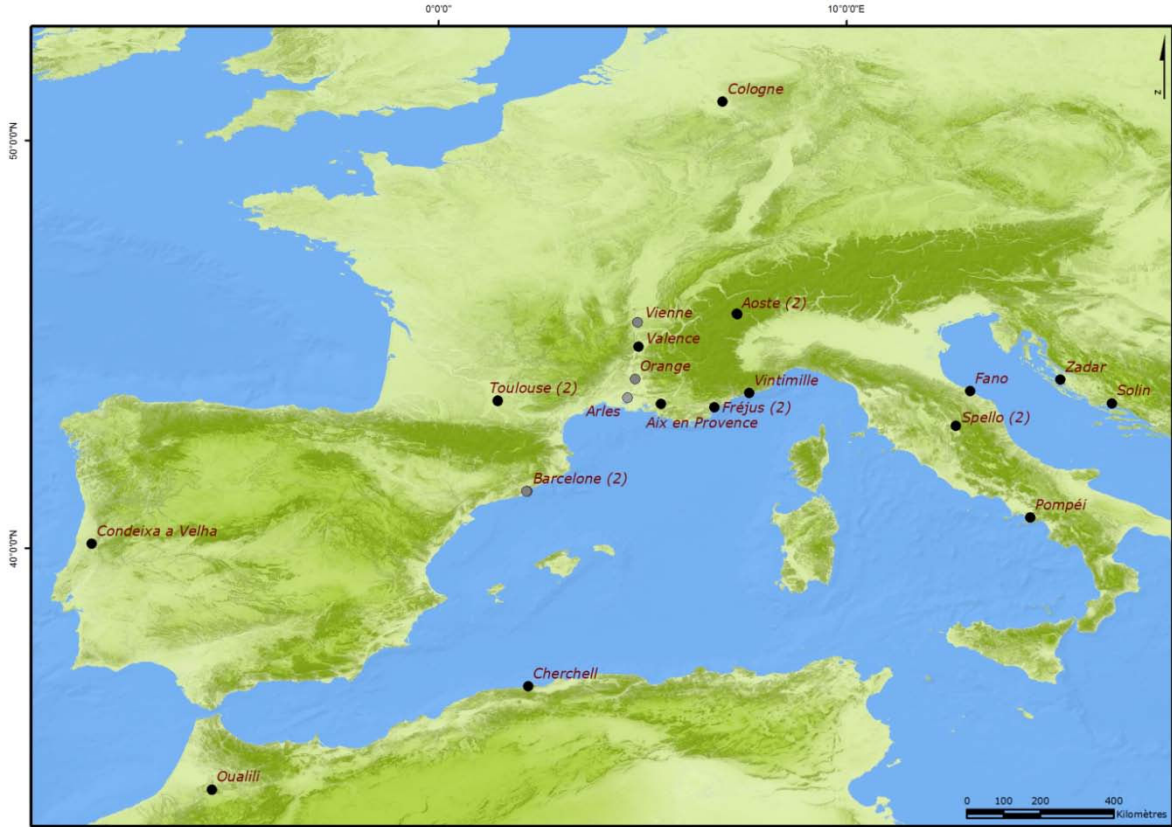 0°0'0"
10°0'0"E
50°0'0"N
40°0'0"N
Z
Cologne
Vienne
Aoste (2)
Valence
Orange
Toulouse (2)
Arles
Aix en Provence
Fréjus (2)
Vintimille
Fano
Zadar
Solin
Spello (2)
Barcelone (2)
Pompéi
Condeixa a Velha
Cherchell
Oualili
0 100 200 400
Kilomètres